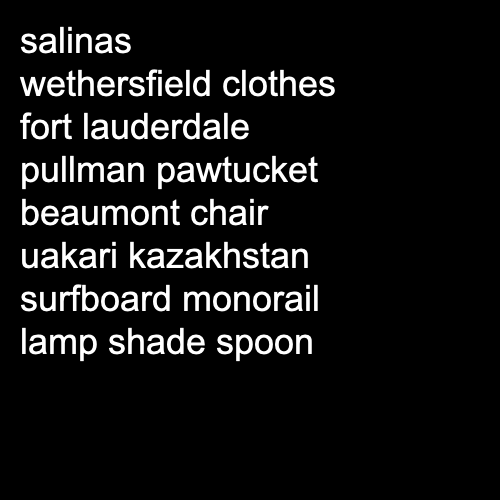 salinas
wethersfield clothes
fort lauderdale
pullman pawtucket
beaumont chair
uakari kazakhstan
surfboard monorail
lamp shade spoon